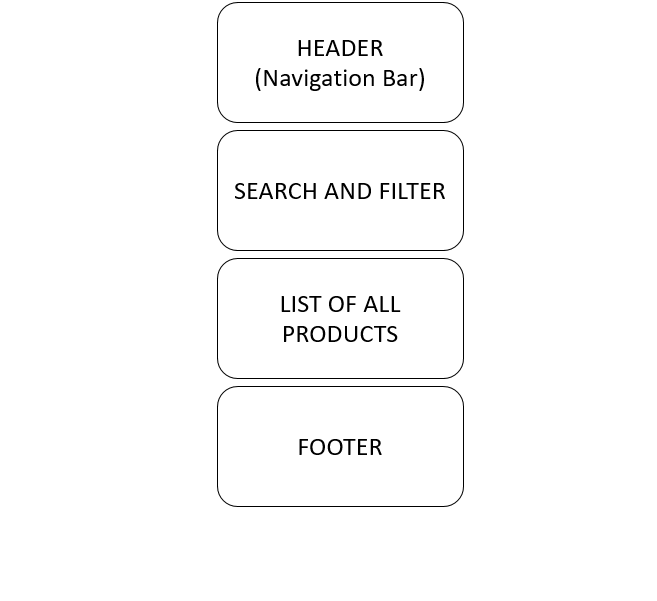 HEADER
(Navigation Bar)
SEARCH AND FILTER
LIST OF ALL
PRODUCTS
FOOTER